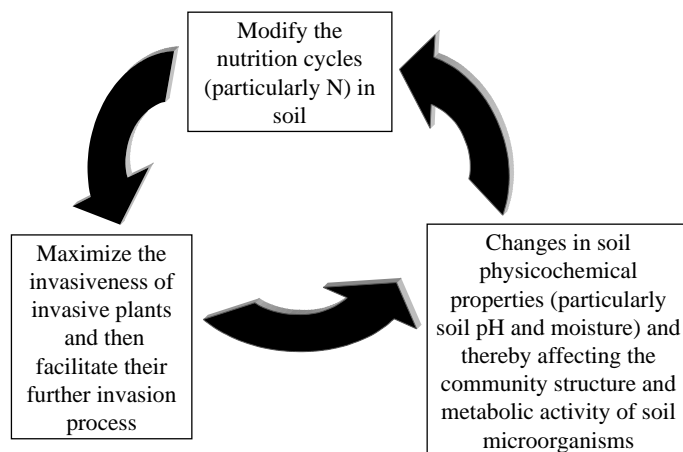 Modify the
nutrition cycles
(particularly N) in
soil
Maximize the
invasiveness of
invasive plants
and then
facilitate their
further invasion
process
Changes in soil
physicochemical
properties (particularly
soil pH and moisture) and
thereby affecting the
community structure and
metabolic activity of soil
microorganisms